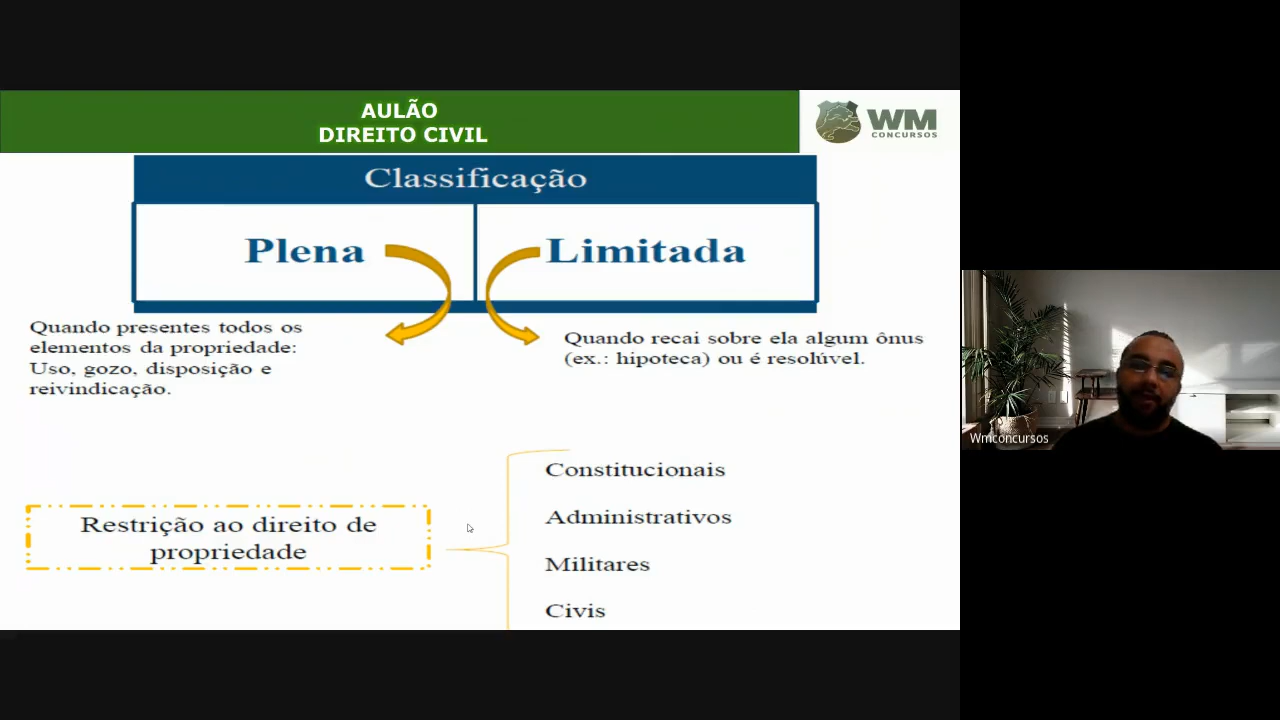 AULÃO
DIREITO CIVIL
WM
CONCURSOS
Classificação
Plena
Limitada
Quando presentes todos os
elementos da propriedade:
Uso, gozo, disposição e
reivindicação.
Quando recai sobre ela algum ônus
(ex.: hipoteca) ou é resolúvel.
Restrição ao direito de
propriedade
Constitucionais
Administrativos
Militares
Civis
Wmconcursos